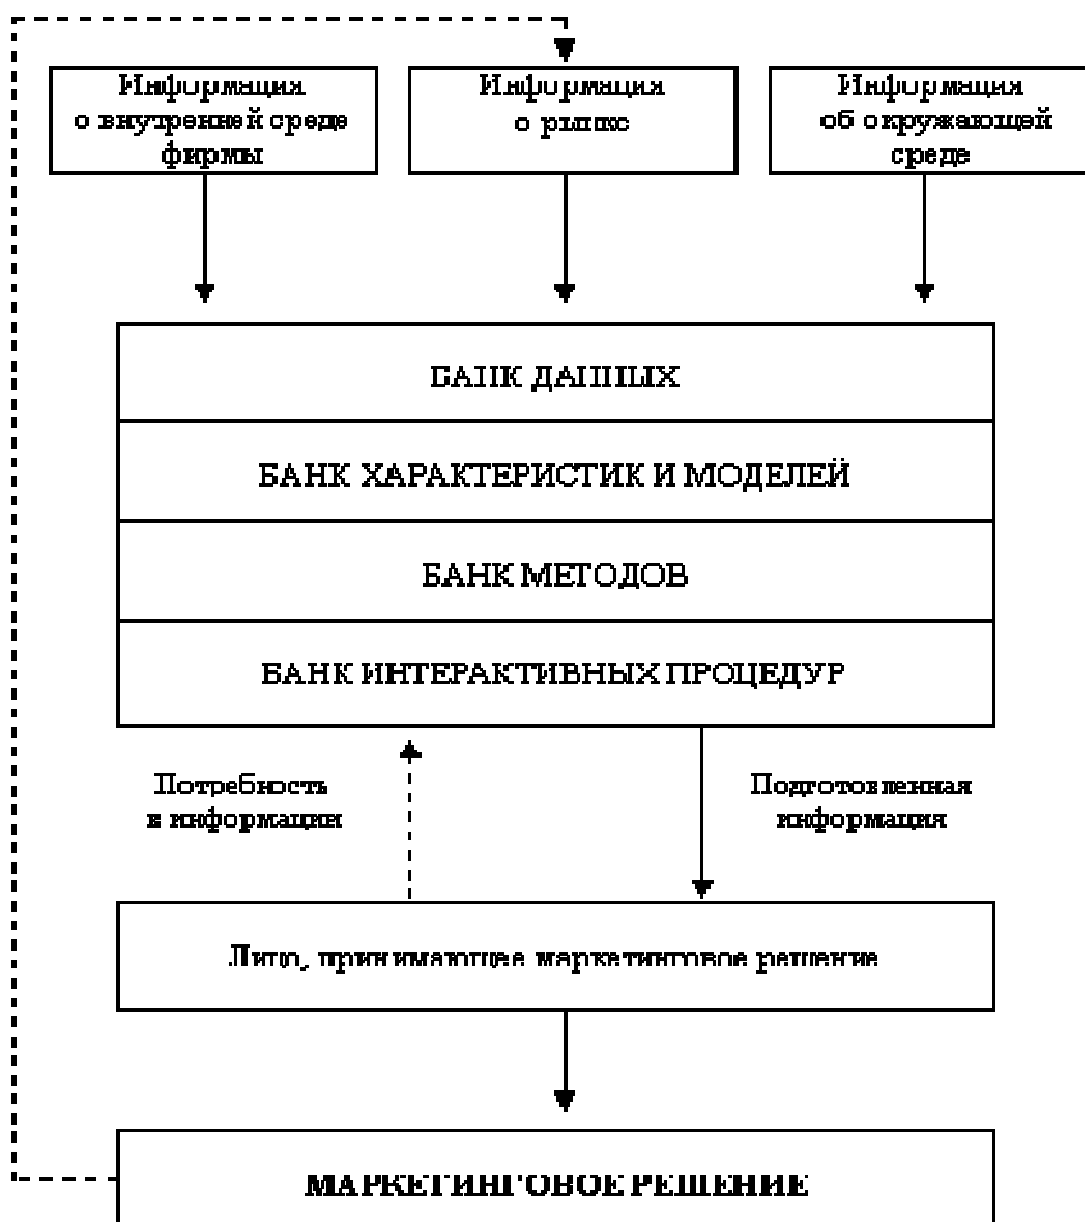 Информация
о внутренней среде
фирмы
Информация
о рынке
Информация
об окружающей
среде
БАНК ДАННЫХ
БАНК ХАРАКТЕРИСТИК И МОДЕЛЕЙ
БАНК МЕТОДОВ
БАНК ИНТЕРАКТИВНЫХ ПРОЦЕДУР
Потребность
в информации
Подготовленная
информация
Лицо, принимающее маркетинговое решение
МАРКЕТИНГОВОЕ РЕШЕНИЕ